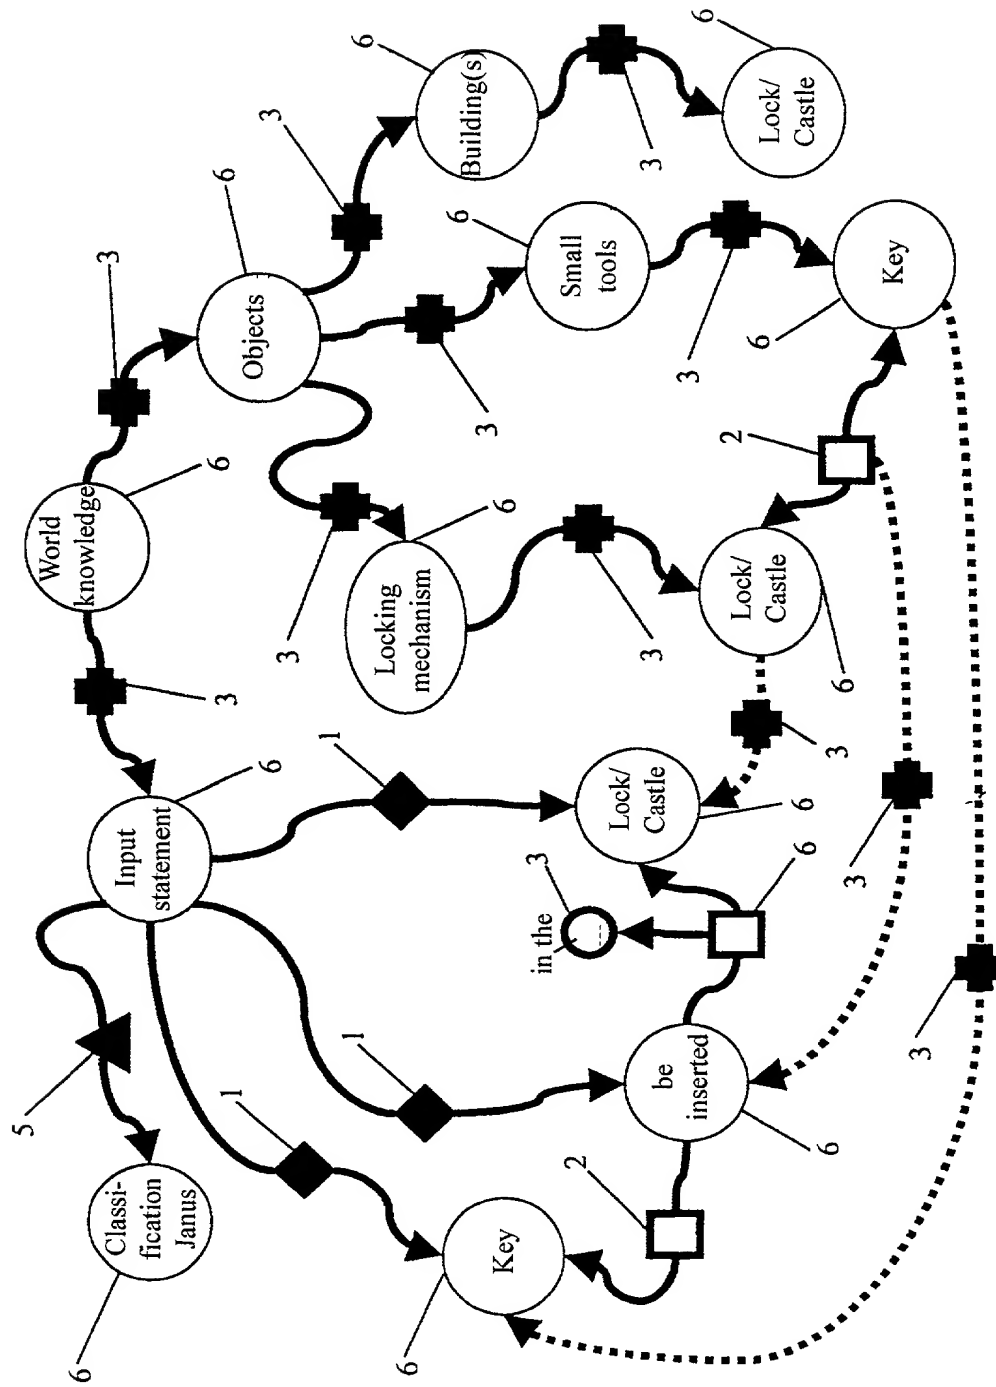 5
World
knowledge
6
3
Classi-
fication
Janus
Input
statement
6
3
6
1
Objects
3
6
3
1
1
6
Locking
mechanism
6
Building(s)
6
3
Key
6
in the
3
Small
tools
2
Lock/
Castle
3
3
be
inserted
6
3
2
Lock/
Castle
6
6
Lock/
Castle
6
6
6
3
6
3
Key
3